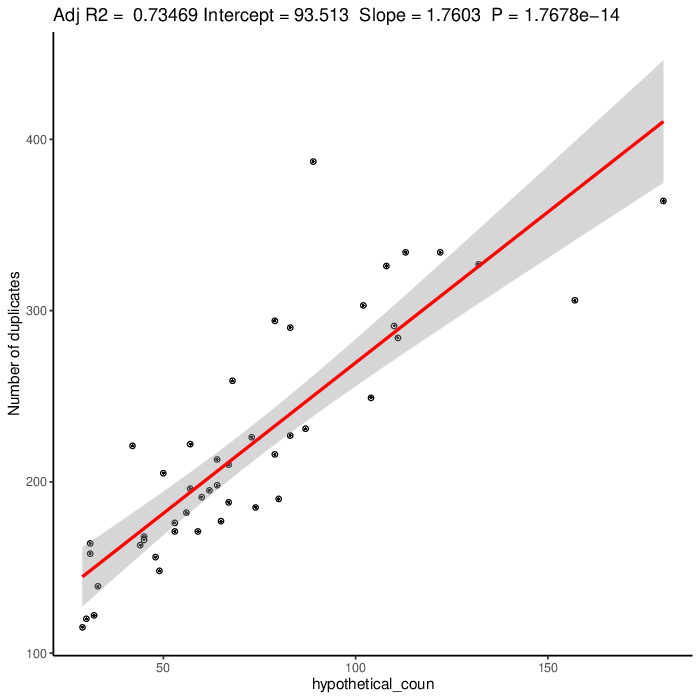 Adj R2 =  0.73469 Intercept = 93.513  Slope = 1.7603  P = 1.7678e−14
Number of duplicates
400
300
200
100
50
100
150
hypothetical_coun